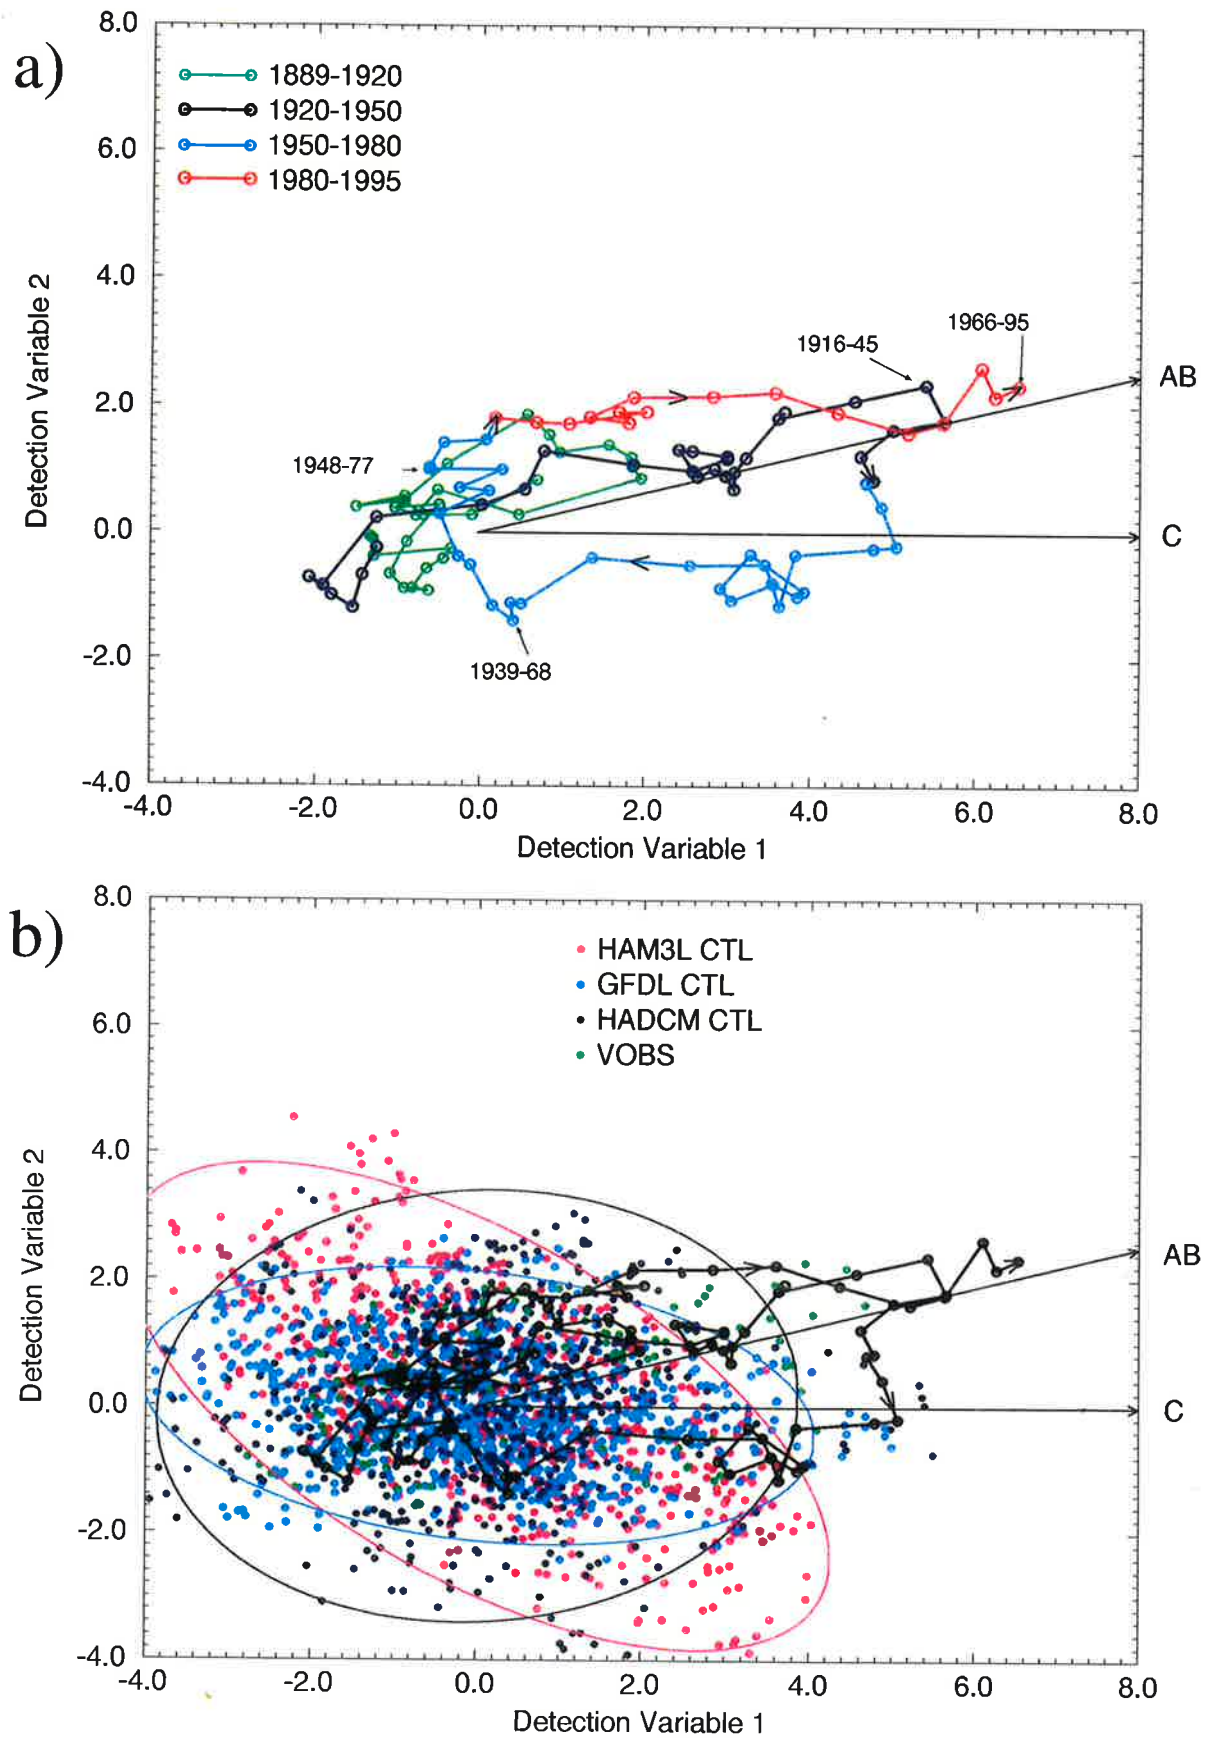 a)
8.0
6.0
4.0
2.0
0.0
-2.0
-4.0
Detection Variable 2
1889-1920
1920-1950
1950-1980
1980-1995
1966-95
1916-45
AB
1948-77
C
1939-68
-4.0 -2.0 0.0 2.0 4.0 6.0 8.0
Detection Variable 1
b)
8.0
6.0
4.0
2.0
0.0
-2.0
-4.0
Detection Variable 2
HAM3L CTL
GFDL CTL
HADCM CTL
VOBS
AB
C
-4.0 -2.0 0.0 2.0 4.0 6.0 8.0
Detection Variable 1